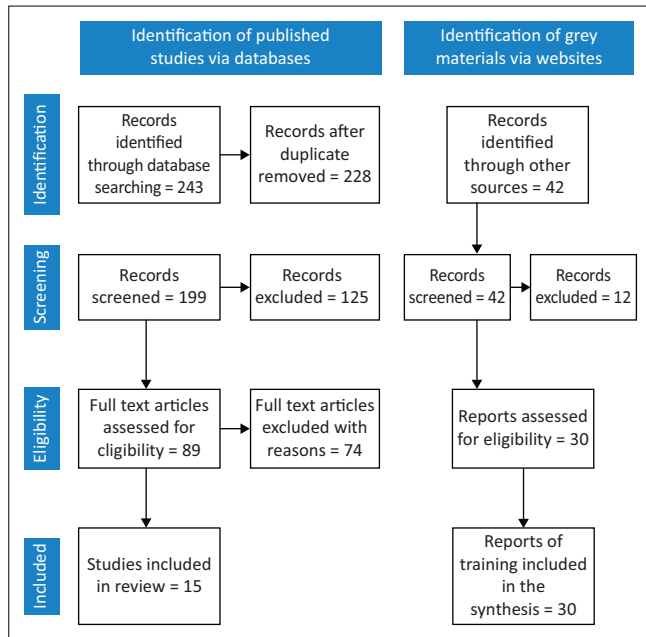 Identification of published
studies via databases
Identification of grey
materials via websites
Identification
Records
identified
through database
searching = 243
Records after
duplicate
removed = 228
Records
identified
through other
sources = 42
Screening
Records
screened = 199
Records
excluded = 125
Records
screened = 42
Records
excluded = 12
Eligibility
Full text articles
assessed for
cligibility = 89
Full text articles
excluded with
reasons = 74
Reports assessed
for eligibility = 30
Included
Studies included
in review = 15
Reports of
training included
in the
synthesis = 30